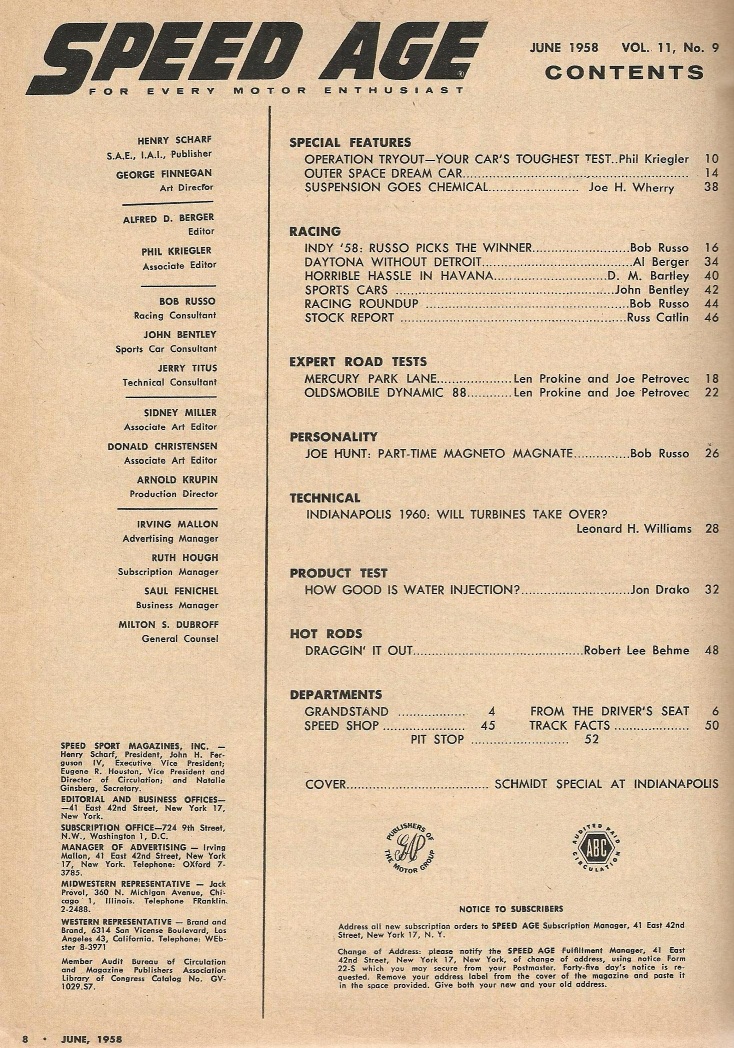 SPEED AGE
FOR EVERY MOTOR ENTHUSIAST
JUNE 1958 VOL. 11, No. 9
CONTENTS
HENRY SCHARF
S.A.E., I.A.I., Publisher
GEORGE FINNEGAN
Art Director
ALFRED D. BERGER
Editor
PHIL KRIEGLER
Associate Editor
BOB RUSSO
Racing Consultant
JOHN BENTLEY
Sports Car Consultant
JERRY TITUS
Technical Consultant
SIDNEY MILLER
Associate Art Editor
DONALD CHRISTENSEN
Associate Art Editor
ARNOLD KRUPIN
Production Director
IRVING MALLON
Advertising Manager
RUTH HOUGH
Subscription Manager
SAUL FENICHEL
Business Manager
MILTON S. DUBROFF
General Counsel
SPEED SPORT MAGAZINES, INC. —
Henry Scharf, President, John H. Fer-
guson IV, Executive Vice President;
Eugene R. Houston, Vice President and
Director of Circulation; and Natalie
Ginsberg, Secretary.
EDITORIAL AND BUSINESS OFFICES—
—41 East 42nd Street, New York 17,
New York.
SUBSCRIPTION OFFICE—724 9th Street,
N.W., Washington 1, D.C.
MANAGER OF ADVERTISING — Irving
Mallon, 41 East 42nd Street, New York
17, New York. Telephone: OXford 7-
3785.
MIDWESTERN REPRESENTATIVE — Jack
Prevol, 360 N. Michigan Avenue, Chi-
cago 1, Illinois. Telephone FRanklin.
2-2488.
WESTERN REPRESENTATIVE — Brand and
Brand, 6314 San Vicense Boulevard, Los
Angeles 43, California. Telephone: WEb-
ster 8-3971
Member Audit Bureau of Circulation
and Magazine Publishers Association
Library of Congress Catalog No. GV-
1029.S7.
SPECIAL FEATURES
OPERATION TRYOUT—YOUR CAR'S TOUGHEST TEST..Phil Kriegler 10
OUTER SPACE DREAM CAR................................................ 14
SUSPENSION GOES CHEMICAL................... Joe H. Wherry 38
RACING
INDY '58: RUSSO PICKS THE WINNER....................Bob Russo 16
DAYTONA WITHOUT DETROIT...............................Al Berger 34
HORRIBLE HASSLE IN HAVANA.......................D. M. Bartley 40
SPORTS CARS ..............................................John Bentley 42
RACING ROUNDUP .........................................Bob Russo 44
STOCK REPORT ..............................................Russ Catlin 46
EXPERT ROAD TESTS
MERCURY PARK LANE...............Len Prokine and Joe Petrovec 18
OLDSMOBILE DYNAMIC 88.........Len Prokine and Joe Petrovec 22
PERSONALITY
JOE HUNT: PART-TIME MAGNETO MAGNATE............Bob Russo 26
TECHNICAL
INDIANAPOLIS 1960: WILL TURBINES TAKE OVER?
Leonard H. Williams 28
PRODUCT TEST
HOW GOOD IS WATER INJECTION?.......................Jon Drako 32
HOT RODS
DRAGGIN' IT OUT...................................Robert Lee Behme 48
DEPARTMENTS
GRANDSTAND .............. 4 FROM THE DRIVER'S SEAT 6
SPEED SHOP ................. 45 TRACK FACTS ................ 50
PIT STOP .................... 52
COVER............................. SCHMIDT SPECIAL AT INDIANAPOLIS
PUBLISHERS OF
THE MOTOR GROUP
AUDITED PAID
ABC
CIRCULATION
NOTICE TO SUBSCRIBERS
Address all new subscription orders to SPEED AGE Subscription Manager, 41 East 42nd
Street, New York 17, N. Y.
Change of Address: please notify the SPEED AGE Fulfillment Manager, 41 East
42nd Street, New York 17, New York, of change of address, using notice Form
22-S which you may secure from your Postmaster. Forty-five day's notice is re-
quested. Remove your address label from the cover of the magazine and paste it
in the space provided. Give both your new and your old address.
8 • JUNE, 1958